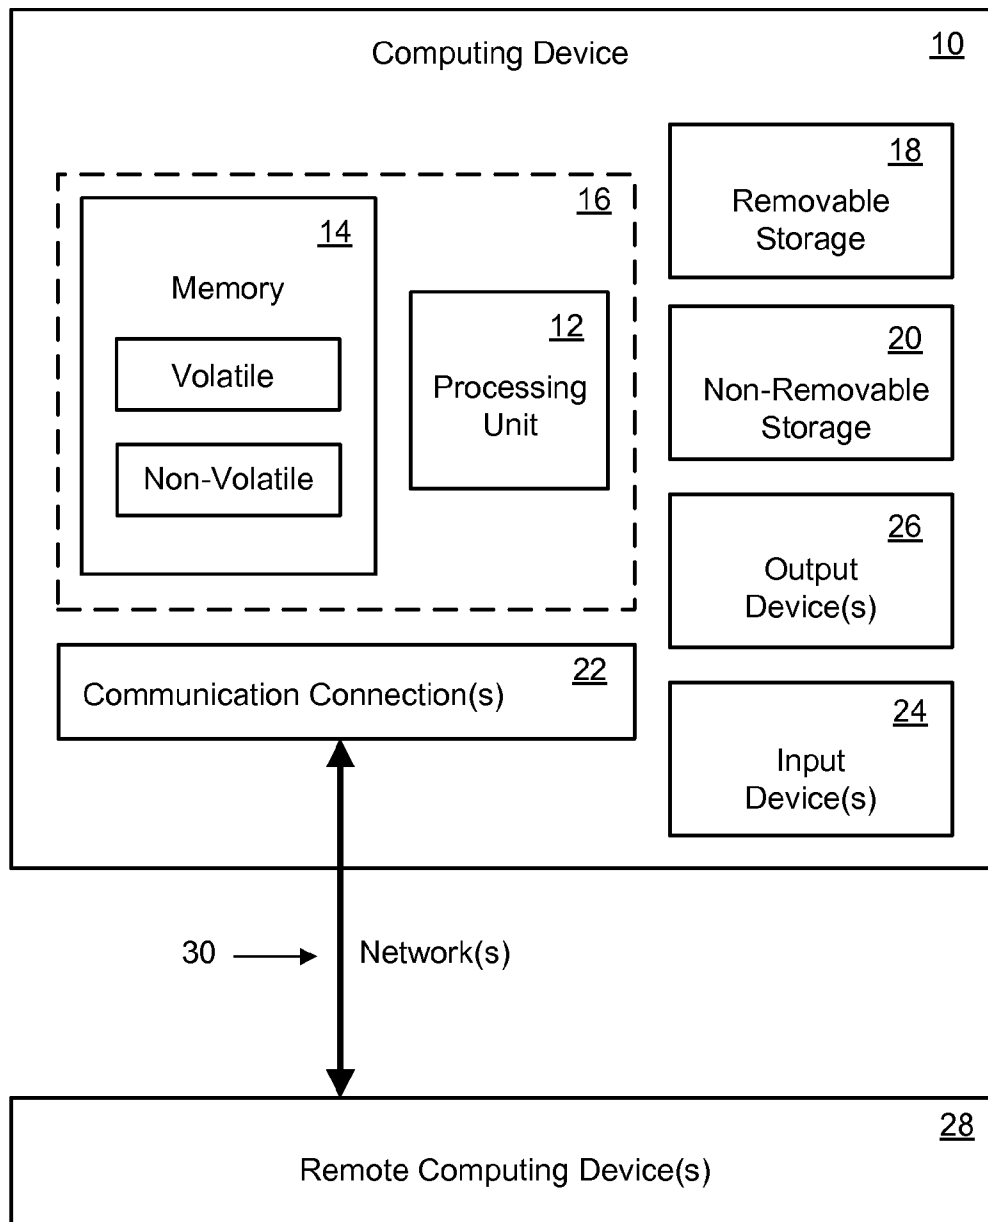 Computing Device
10
18
Removable
Storage
16
14
Memory
Volatile
Non-Volatile
12
Processing
Unit
20
Non-Removable
Storage
26
Output
Device(s)
22
Communication Connection(s)
24
Input
Device(s)
30
Network(s)
28
Remote Computing Device(s)